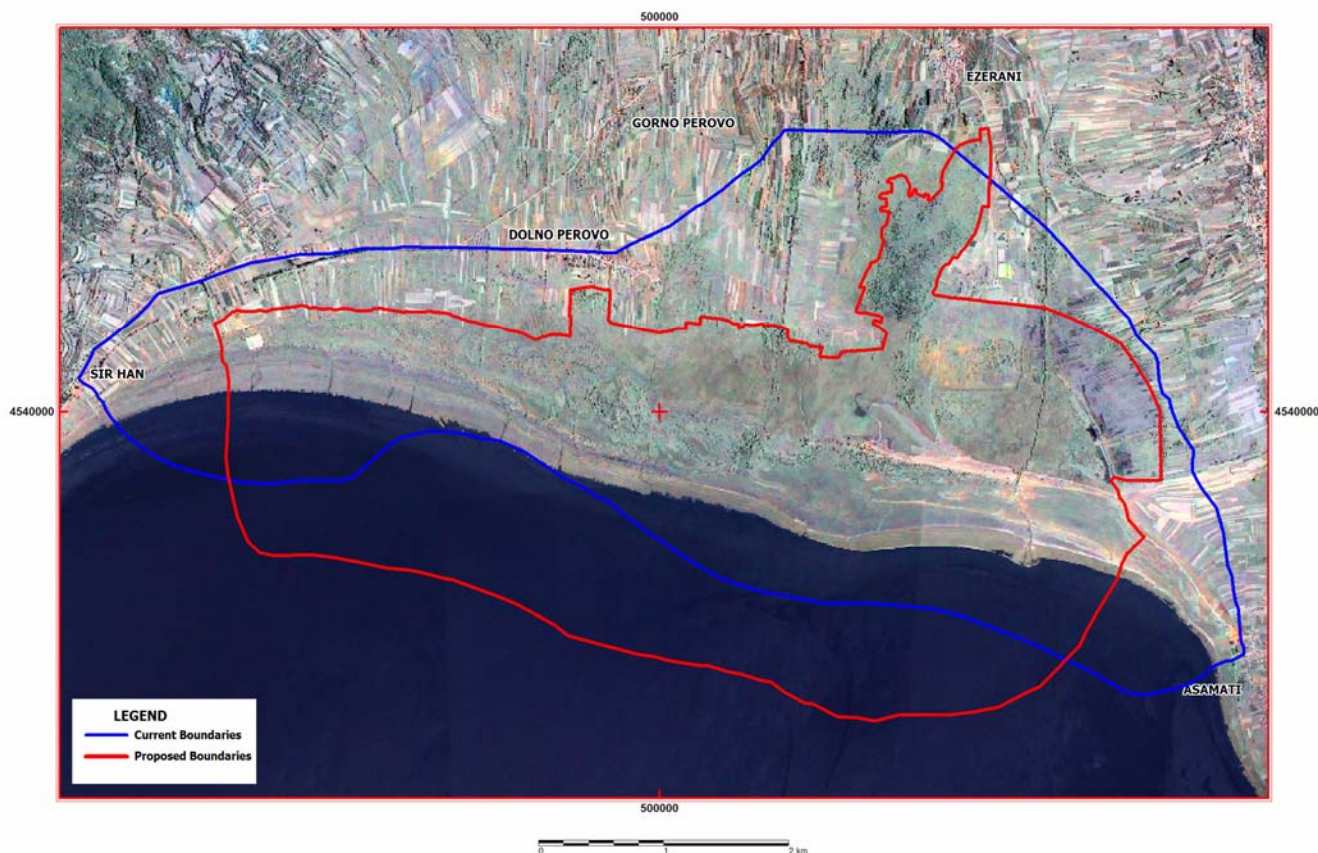 500000
EZERANI
GORNO PEROVO
DOLNO PEROVO
SIR HAN
4540000
4540000
ASAMATI
LEGEND
Current Boundaries
Proposed Boundaries
500000
0 1 2 km